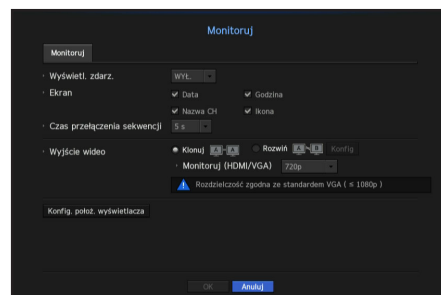 Monitoruj
Monitoruj
Wyświetl. zdarz. WYŁ.
Ekran Data Godzina
Nazwa CH Ikona
Czas przełączenia sekwencji 5 s
Wyjście wideo Klonuj A A Rozwiń A B Konfig
Monitoruj (HDMI/VGA) 720p
Rozdzielczość zgodna ze standardem VGA ( ≤ 1080p )
Konfig. położ. wyświetlacza
OK Anuluj